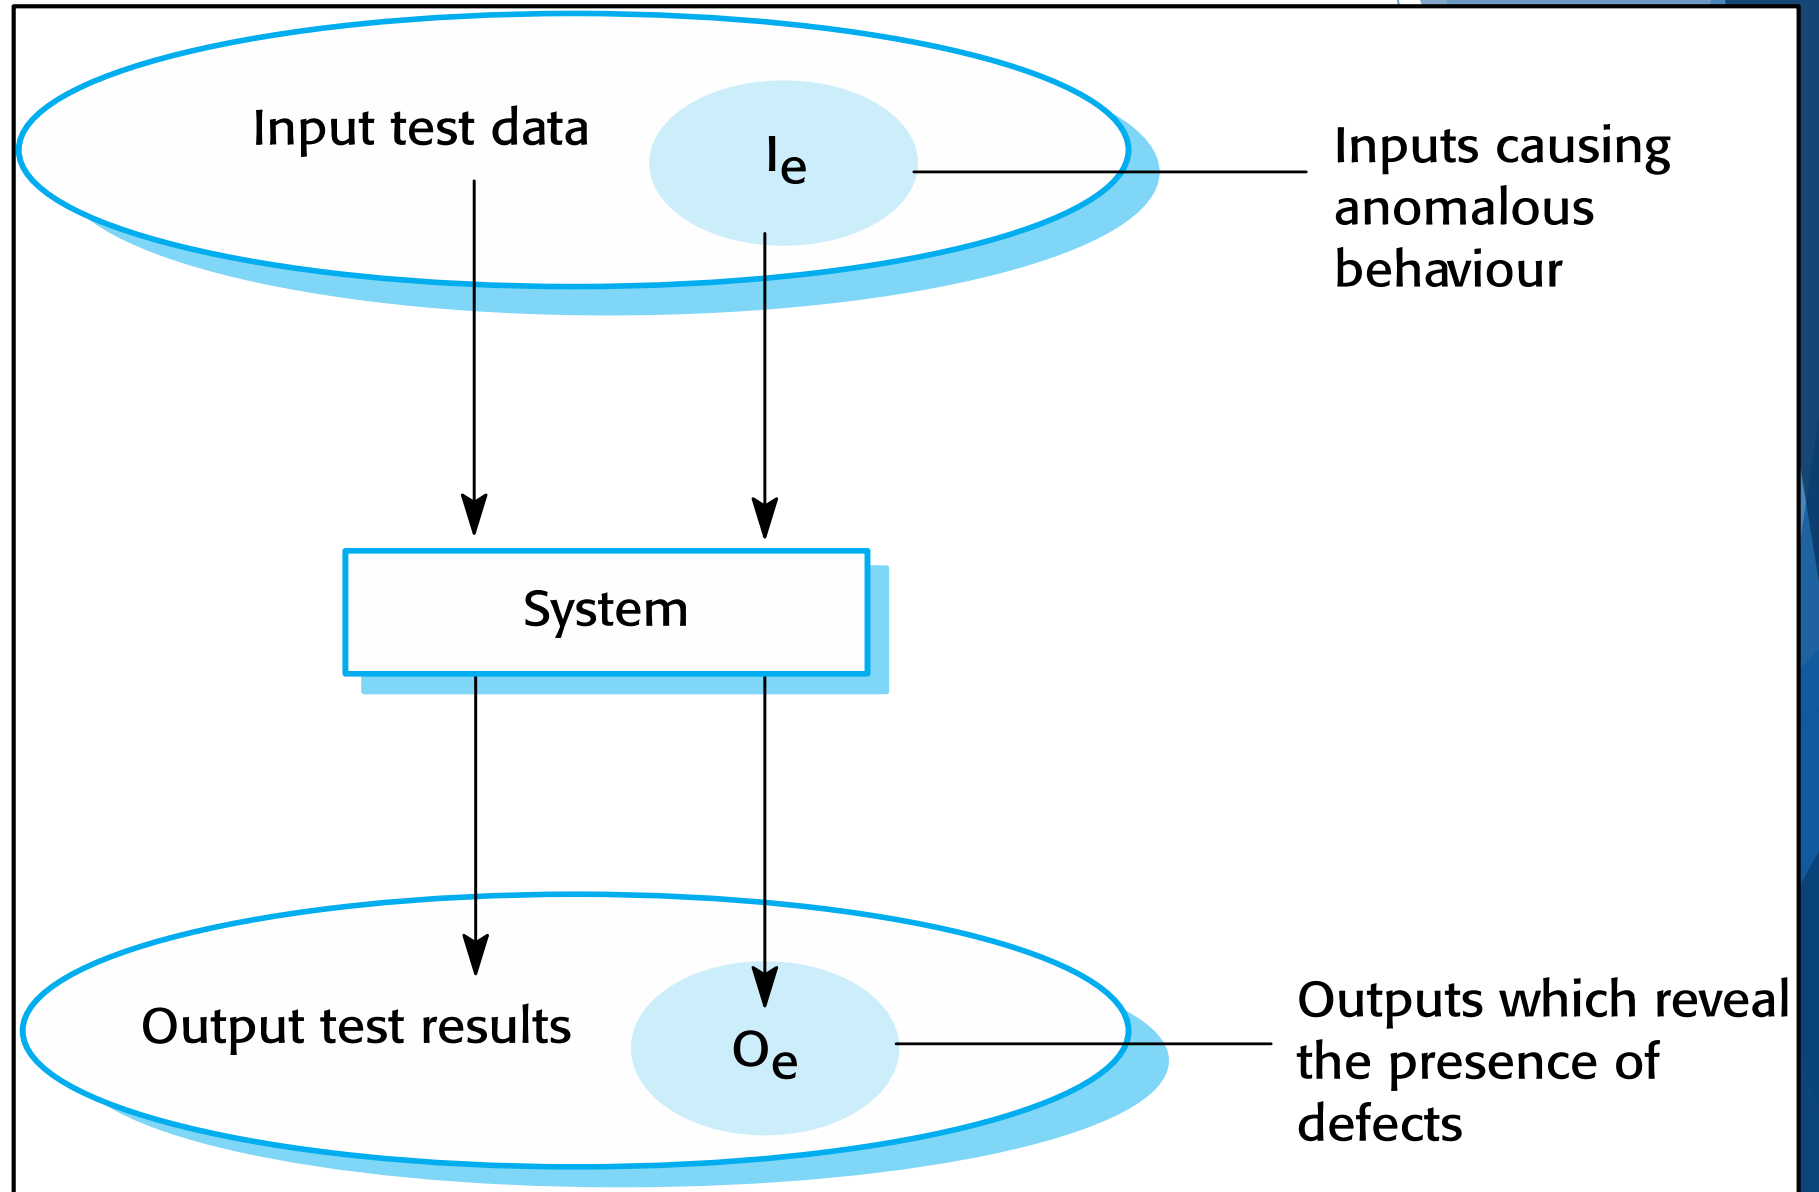 Input test data
Ie
Inputs causing
anomalous
behaviour
System
Output test results
Oe
Outputs which reveal
the presence of
defects